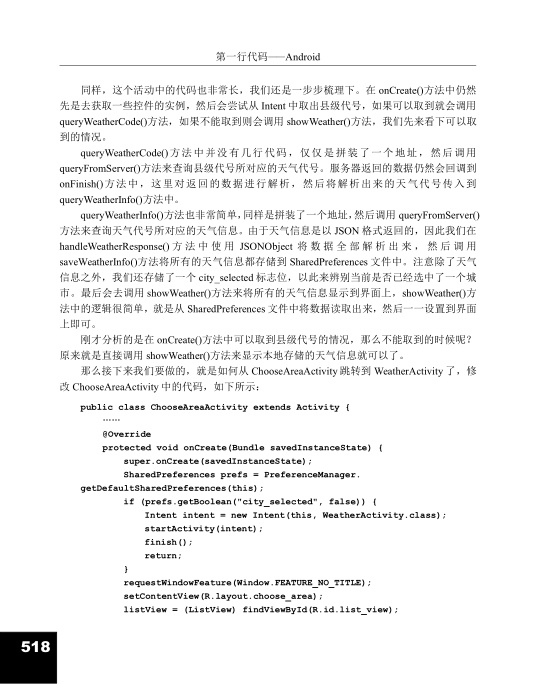 第一行代码——Android
同样，这个活动中的代码也非常长，我们还是一步步梳理下。在 onCreate()方法中仍然
先是去获取一些控件的实例，然后会尝试从 Intent 中取出县级代号，如果可以取到就会调用
queryWeatherCode()方法，如果不能取到则会调用 showWeather()方法，我们先来看下可以取
到的情况。
queryWeatherCode()方法中并没有几行代码，仅仅是拼装了一个地址，然后调用
queryFromServer()方法来查询县级代号所对应的天气代号。服务器返回的数据仍然会回调到
onFinish()方法中，这里对返回的数据进行解析，然后将解析出来的天气代号传入到
queryWeatherInfo()方法中。
queryWeatherInfo()方法也非常简单，同样是拼装了一个地址，然后调用 queryFromServer()
方法来查询天气代号所对应的天气信息。由于天气信息是以 JSON 格式返回的，因此我们在
handleWeatherResponse()方法中使用 JSONObject 将数据全部解析出来，然后调用
saveWeatherInfo()方法将所有的天气信息都存储到 SharedPreferences 文件中。注意除了天气
信息之外，我们还存储了一个 city_selected 标志位，以此来辨别当前是否已经选中了一个城
市。最后会去调用 showWeather()方法来将所有的天气信息显示到界面上，showWeather()方
法中的逻辑很简单，就是从 SharedPreferences 文件中将数据读取出来，然后一一设置到界面
上即可。
刚才分析的是在 onCreate()方法中可以取到县级代号的情况，那么不能取到的时候呢？
原来就是直接调用 showWeather()方法来显示本地存储的天气信息就可以了。
那么接下来我们要做的，就是如何从 ChooseAreaActivity 跳转到 WeatherActivity 了，修
改 ChooseAreaActivity 中的代码，如下所示：
public class ChooseAreaActivity extends Activity {
……
@Override
protected void onCreate(Bundle savedInstanceState) {
super.onCreate(savedInstanceState);
SharedPreferences prefs = PreferenceManager.
getDefaultSharedPreferences(this);
if (prefs.getBoolean("city_selected", false)) {
Intent intent = new Intent(this, WeatherActivity.class);
startActivity(intent);
finish();
return;
}
requestWindowFeature(Window.FEATURE_NO_TITLE);
setContentView(R.layout.choose_area);
listView = (ListView) findViewById(R.id.list_view);
518